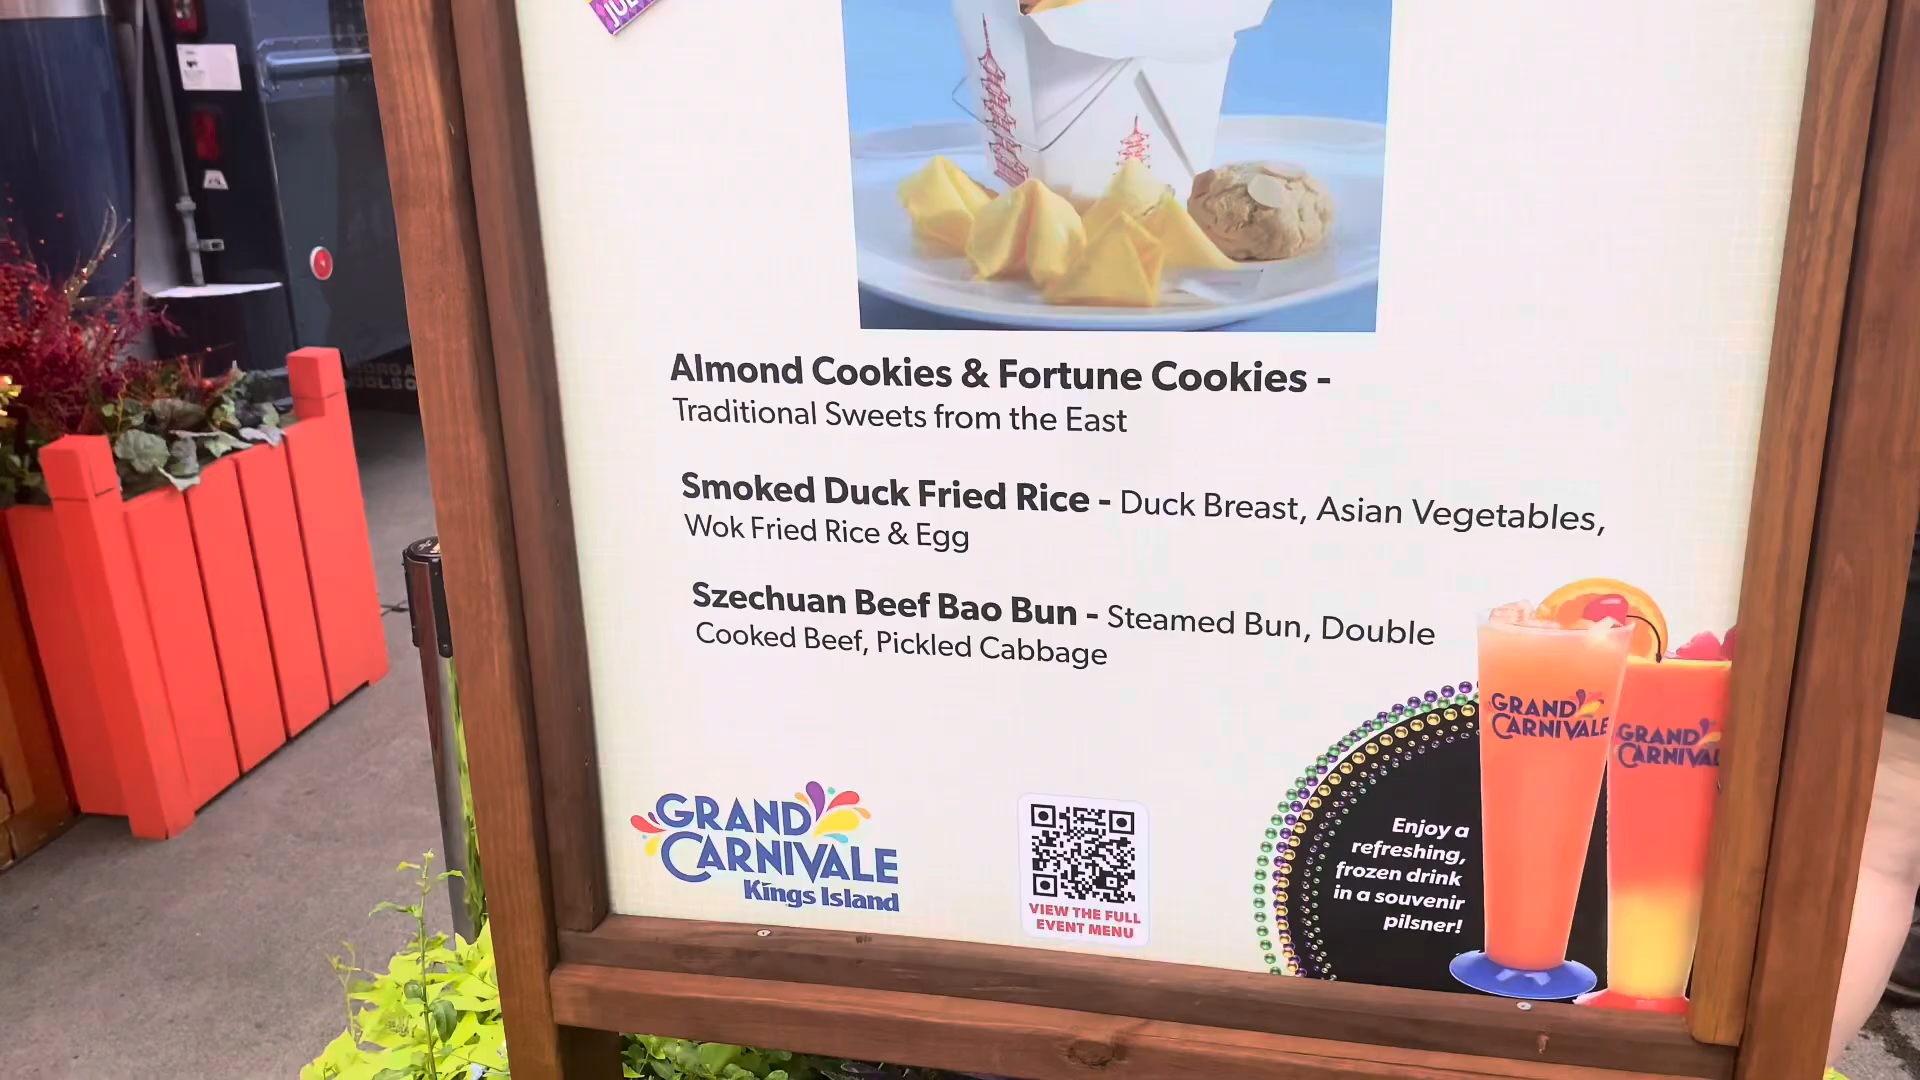 Almond Cookies & Fortune Cookies -
Traditional Sweets from the East
Smoked Duck Fried Rice - Duck Breast, Asian Vegetables,
Wok Fried Rice & Egg
Szechuan Beef Bao Bun - Steamed Bun, Double
Cooked Beef, Pickled Cabbage
GRAND
CARNIVALE
Kings Island
VIEW THE FULL
EVENT MENU
Enjoy a
refreshing,
frozen drink
in a souvenir
pilsner!
GRAND
CARNIVALE
GRAND
CARNIVAL